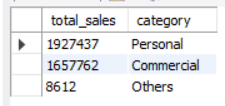 total_sales category
1927437 Personal
1657762 Commercial
8612 Others